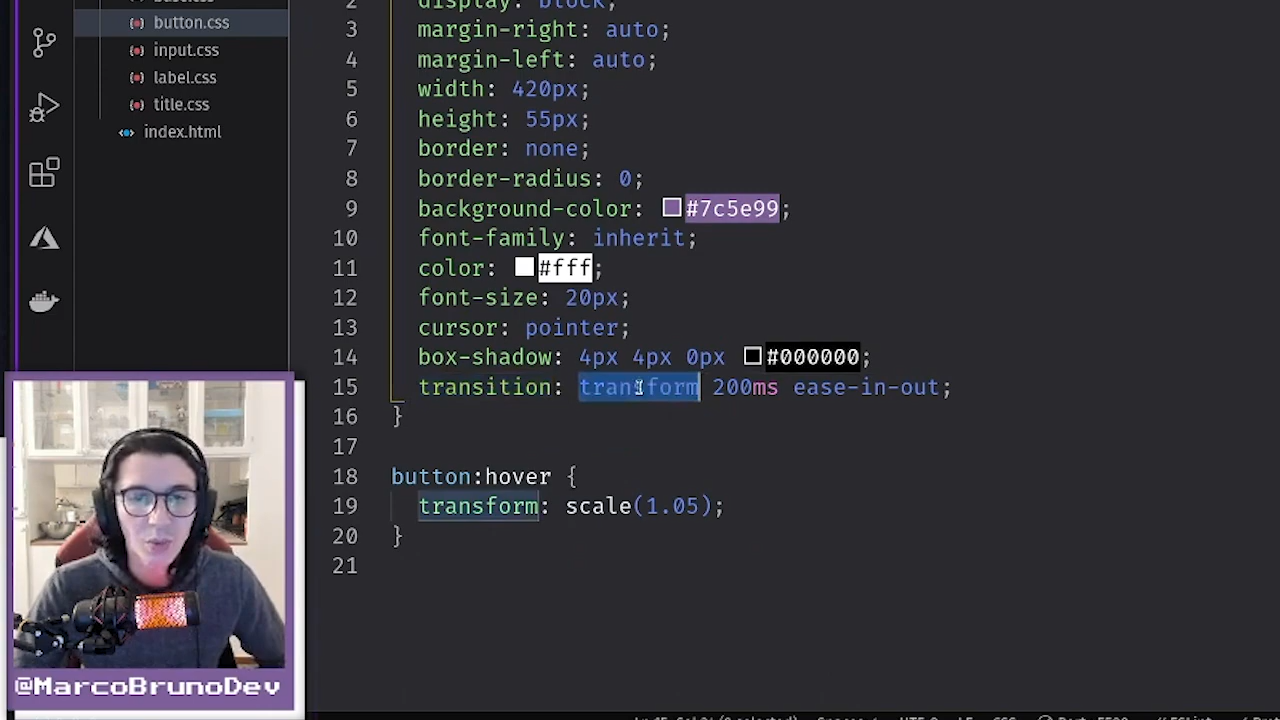 button.css
input.css
label.css
title.css
index.html
2 display: block;
3 margin-right: auto;
4 margin-left: auto;
5 width: 420px;
6 height: 55px;
7 border: none;
8 border-radius: 0;
9 background-color: #7c5e99;
10 font-family: inherit;
11 color: #fff;
12 font-size: 20px;
13 cursor: pointer;
14 box-shadow: 4px 4px 0px #000000;
15 transition: transform 200ms ease-in-out;
16 }
17
18 button:hover {
19 transform: scale(1.05);
20 }
21
@MarcoBrunoDev